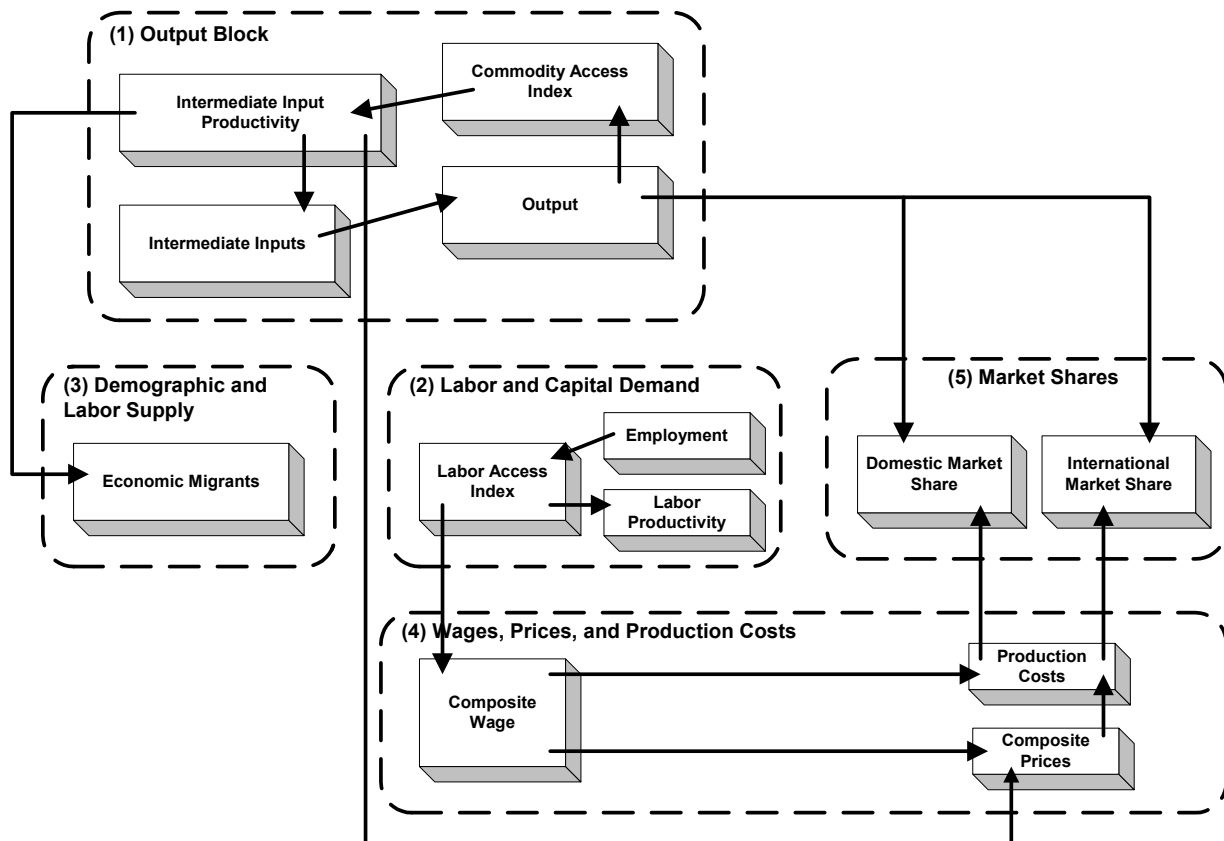 (1) Output Block
Intermediate Input
Productivity
Commodity Access
Index
Intermediate Inputs
Output
(3) Demographic and
Labor Supply
Economic Migrants
(2) Labor and Capital Demand
Labor Access
Index
Employment
Labor
Productivity
(5) Market Shares
Domestic Market
Share
International
Market Share
(4) Wages, Prices, and Production Costs
Composite
Wage
Production
Costs
Composite
Prices